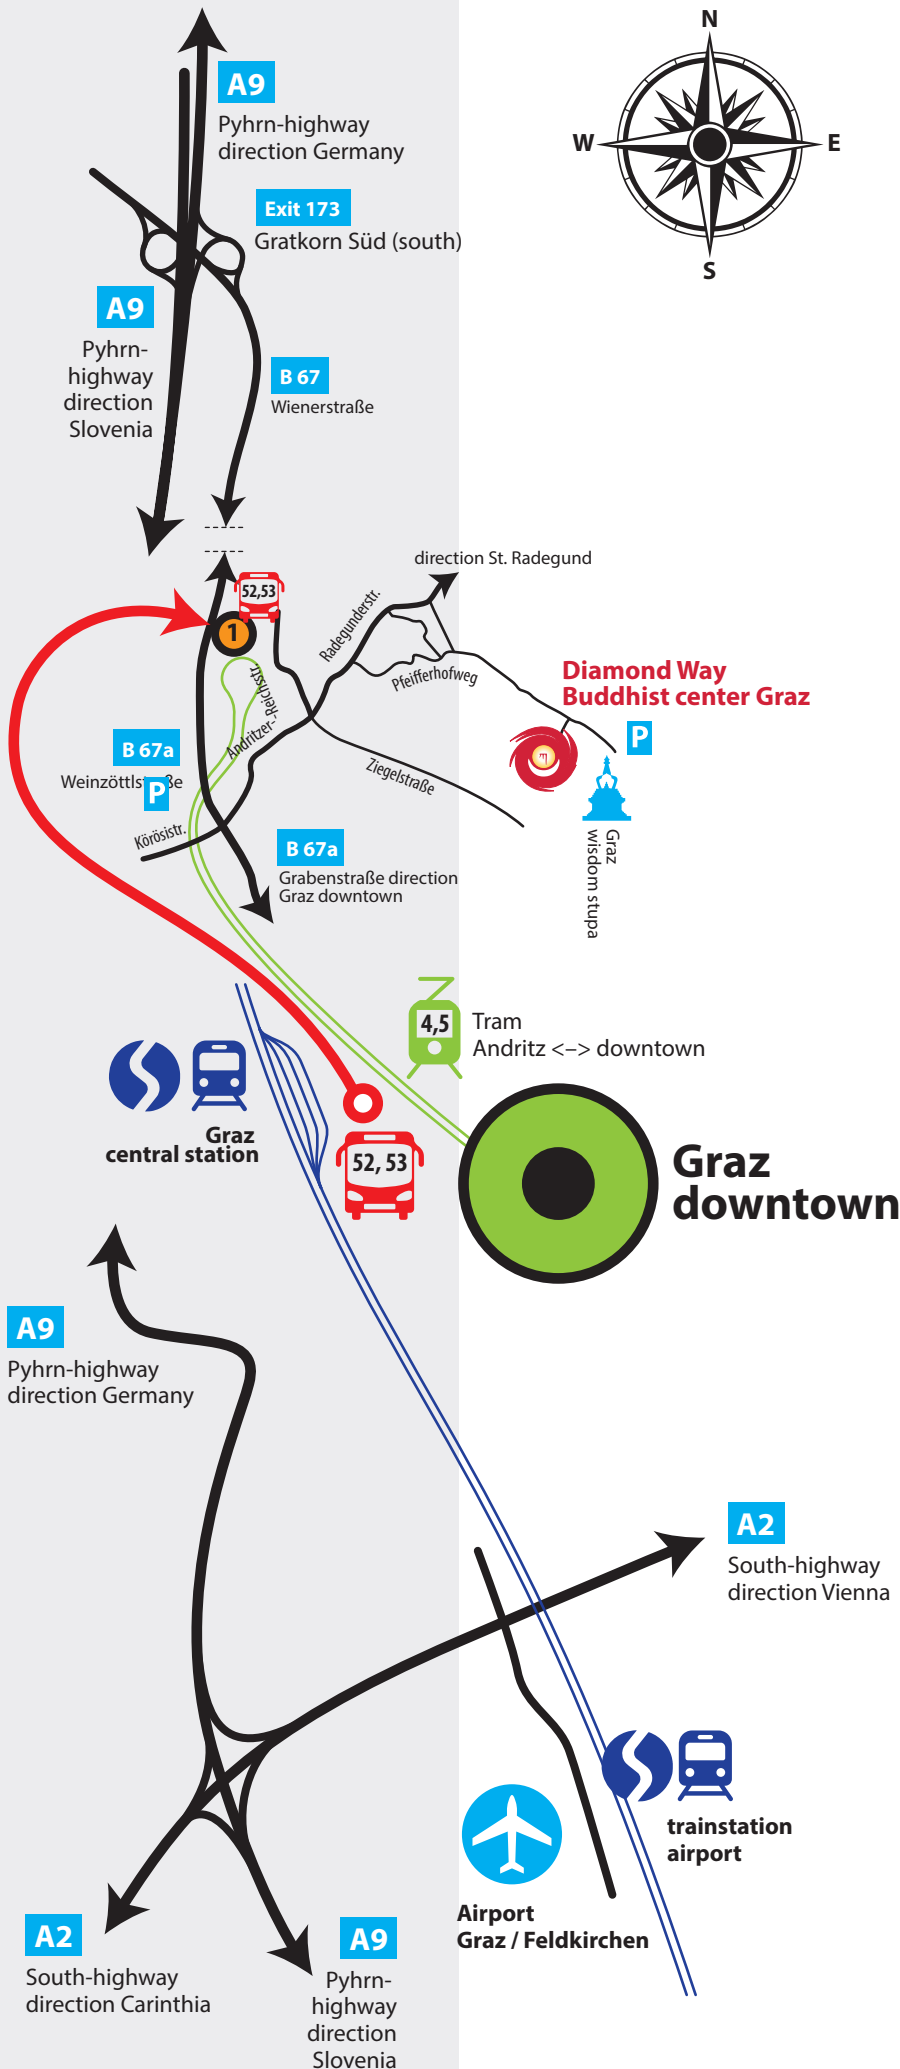 N
W
E
S
A9
Pyhrn-highway
direction Germany
Exit 173
Gratkorn Süd (south)
A9
Pyhrn-
highway
direction
Slovenia
B 67
Wienerstraße
direction St. Radegund
52,53
1
Radegunderstr.
Pfeifferhofweg
Andritzer-Reichsstr.
Diamond Way
Buddhist center Graz
P
B 67a
Weinzöttlstraße
P
Ziegelstraße
Körösistr.
B 67a
Grabenstraße direction
Graz downtown
Graz
wisdom stupa
4,5
Tram
Andritz <-> downtown
Graz
central station
52, 53
Graz
downtown
A9
Pyhrn-highway
direction Germany
A2
South-highway
direction Vienna
trainstation
airport
Airport
Graz / Feldkirchen
A2
South-highway
direction Carinthia
A9
Pyhrn-
highway
direction
Slovenia